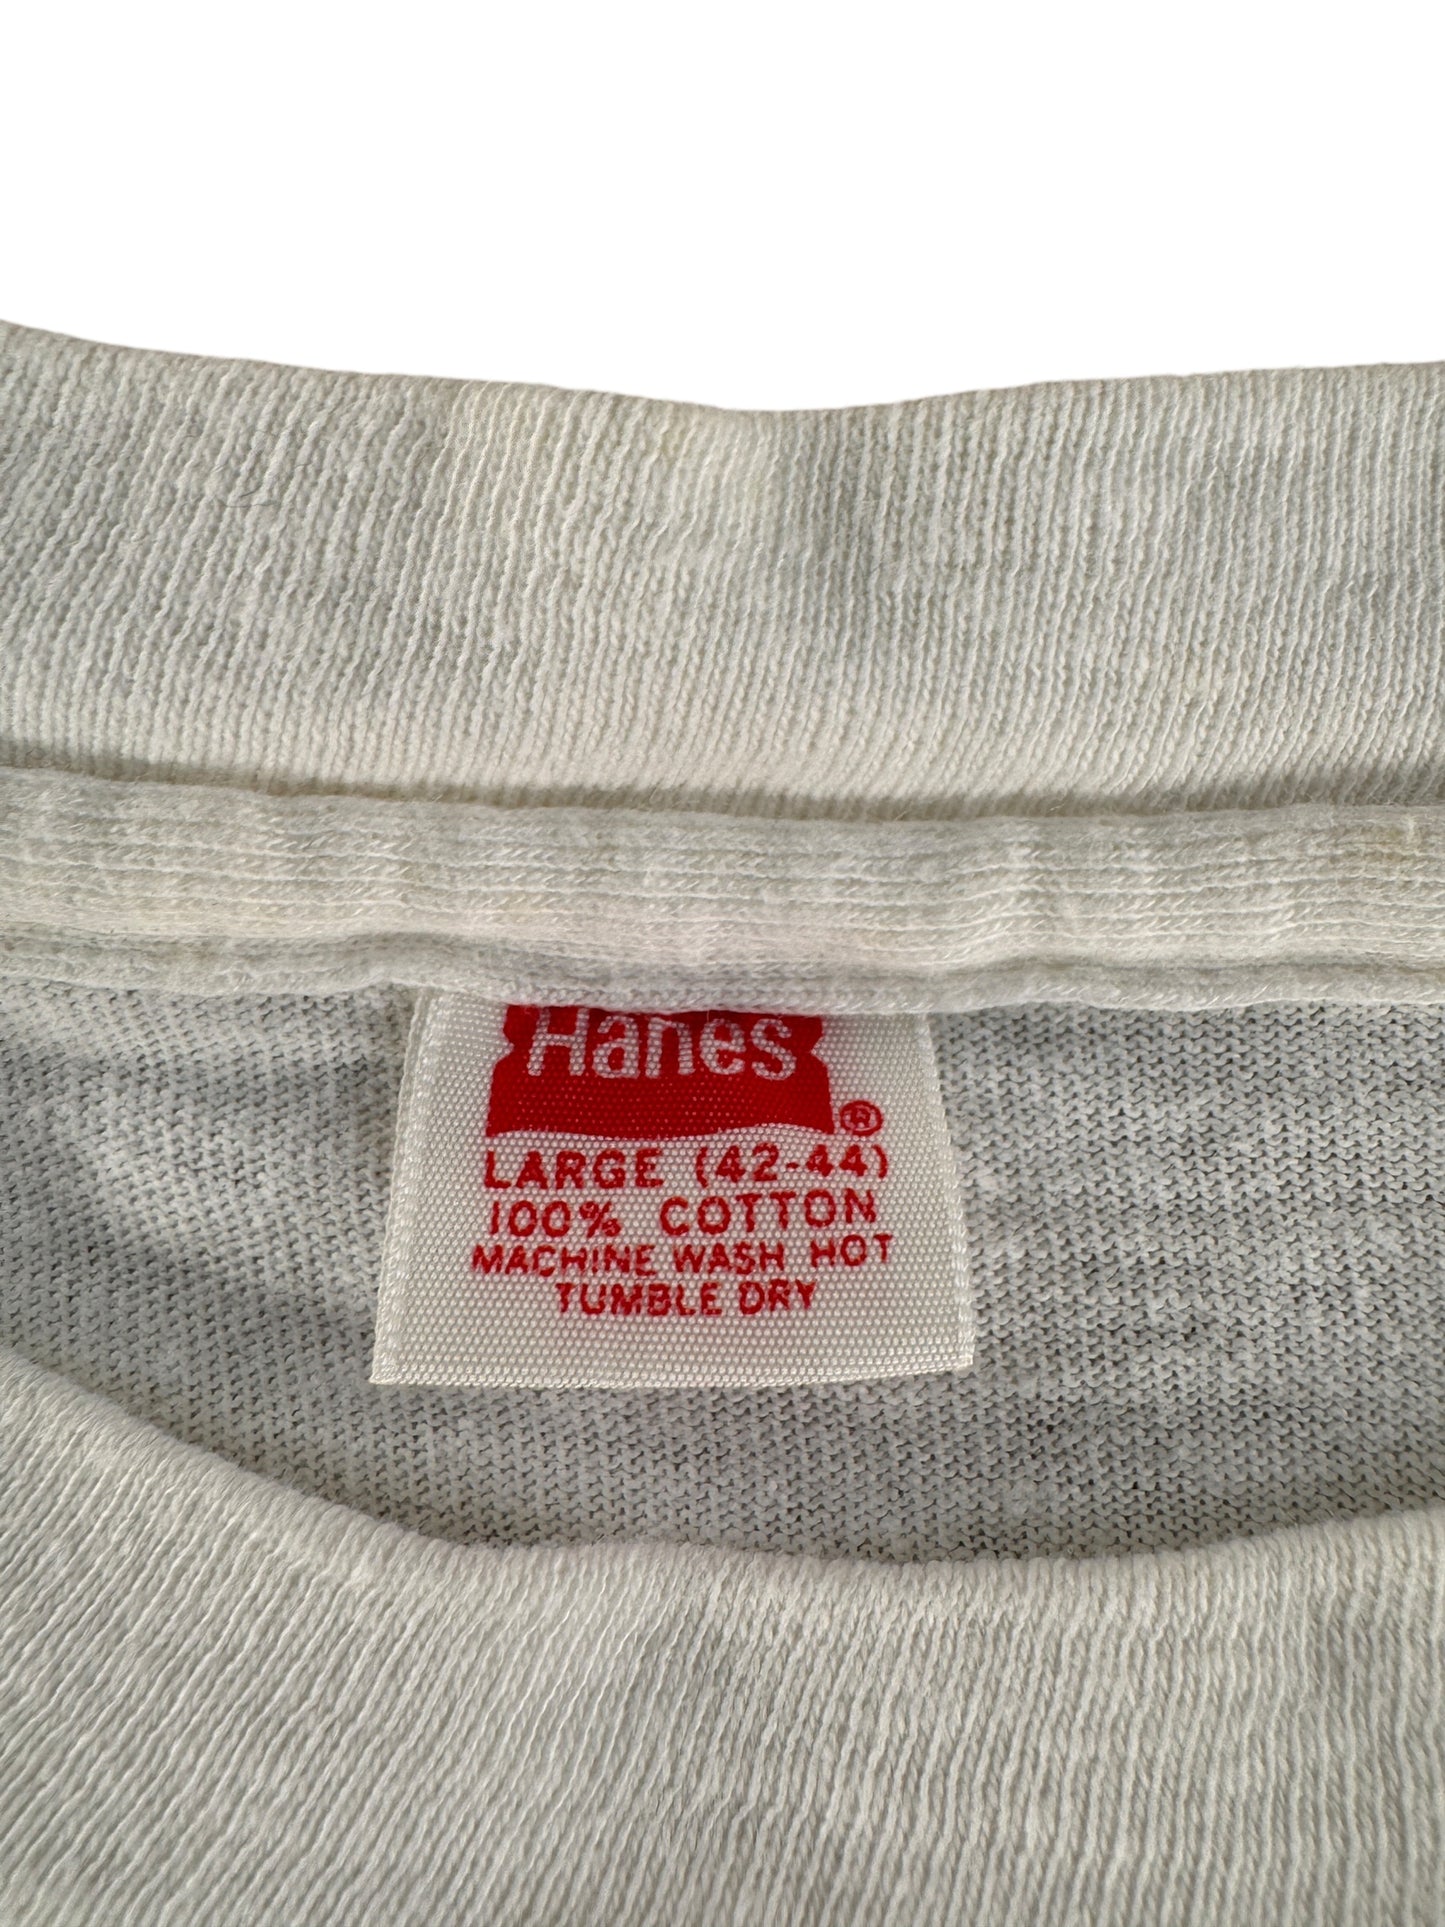 Hanes®
LARGE (42-44)
100% COTTON
MACHINE WASH HOT
TUMBLE DRY